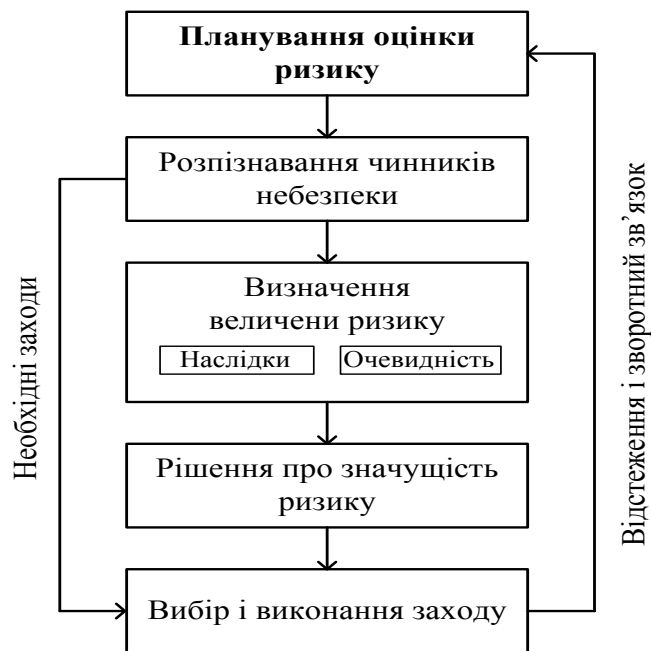 Планування оцінки
ризику
Розпізнавання чинників
небезпеки
Визначення
величени ризику
Наслідки
Очевидність
Рішення про значущість
ризику
Вибір і виконання заходу
Необхідні заходи
Відстеження і зворотний зв’язок